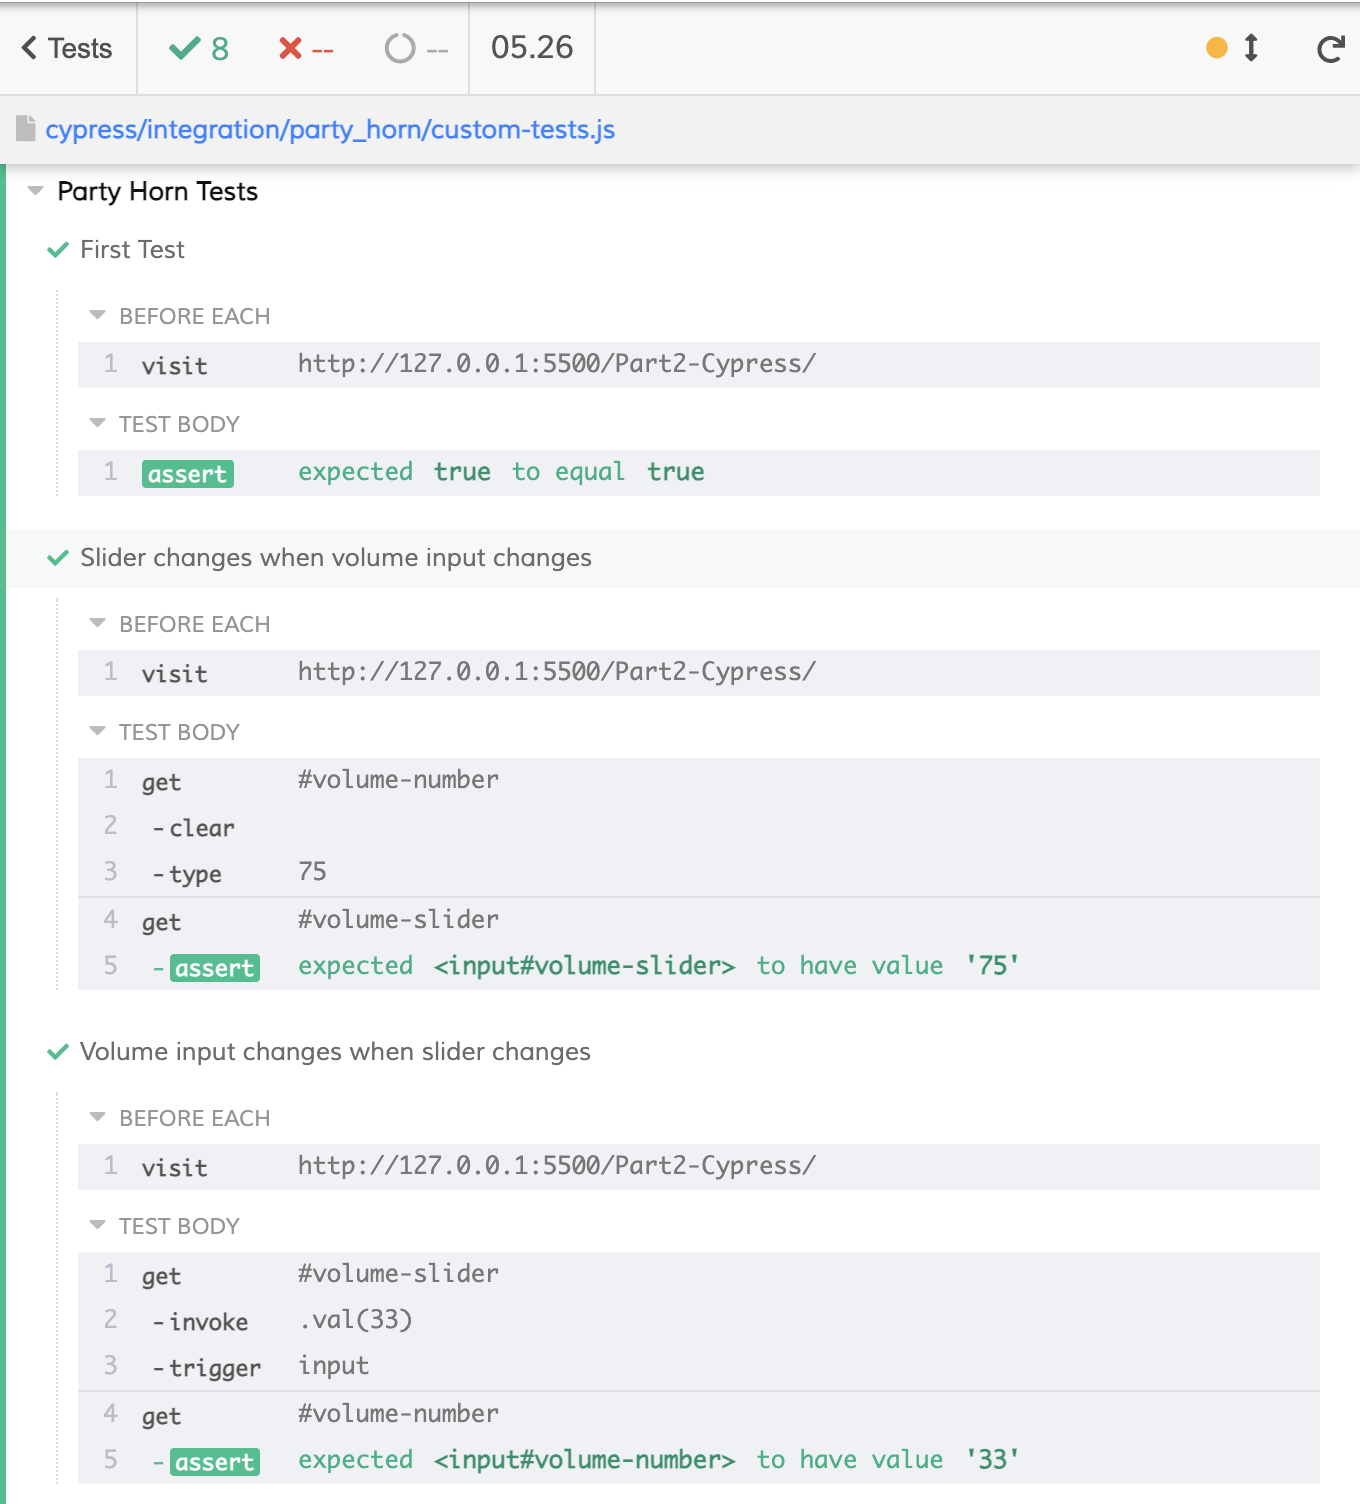 Tests 8 -- -- 05.26
cypress/integration/party_horn/custom-tests.js
Party Horn Tests
First Test
BEFORE EACH
1 visit http://127.0.0.1:5500/Part2-Cypress/
TEST BODY
1 assert expected true to equal true
Slider changes when volume input changes
BEFORE EACH
1 visit http://127.0.0.1:5500/Part2-Cypress/
TEST BODY
1 get #volume-number
2 -clear
3 -type 75
4 get #volume-slider
5 -assert expected <input#volume-slider> to have value '75'
Volume input changes when slider changes
BEFORE EACH
1 visit http://127.0.0.1:5500/Part2-Cypress/
TEST BODY
1 get #volume-slider
2 -invoke .val(33)
3 -trigger input
4 get #volume-number
5 -assert expected <input#volume-number> to have value '33'